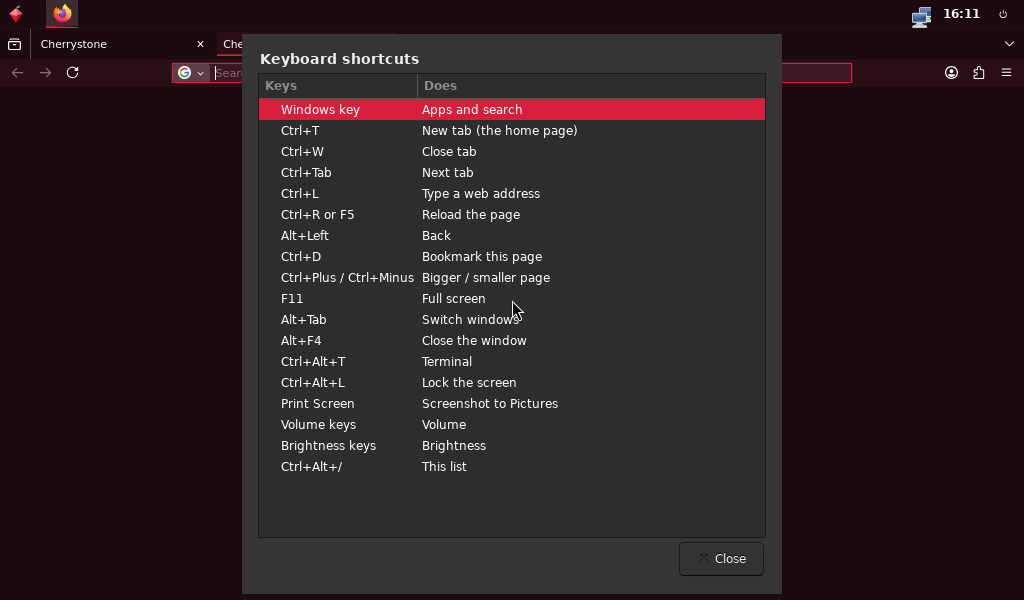 16:11
Cherrystone
Che
Sear
Keyboard shortcuts
Keys Does
Windows key Apps and search
Ctrl+T New tab (the home page)
Ctrl+W Close tab
Ctrl+Tab Next tab
Ctrl+L Type a web address
Ctrl+R or F5 Reload the page
Alt+Left Back
Ctrl+D Bookmark this page
Ctrl+Plus / Ctrl+Minus Bigger / smaller page
F11 Full screen
Alt+Tab Switch windows
Alt+F4 Close the window
Ctrl+Alt+T Terminal
Ctrl+Alt+L Lock the screen
Print Screen Screenshot to Pictures
Volume keys Volume
Brightness keys Brightness
Ctrl+Alt+/ This list
Close